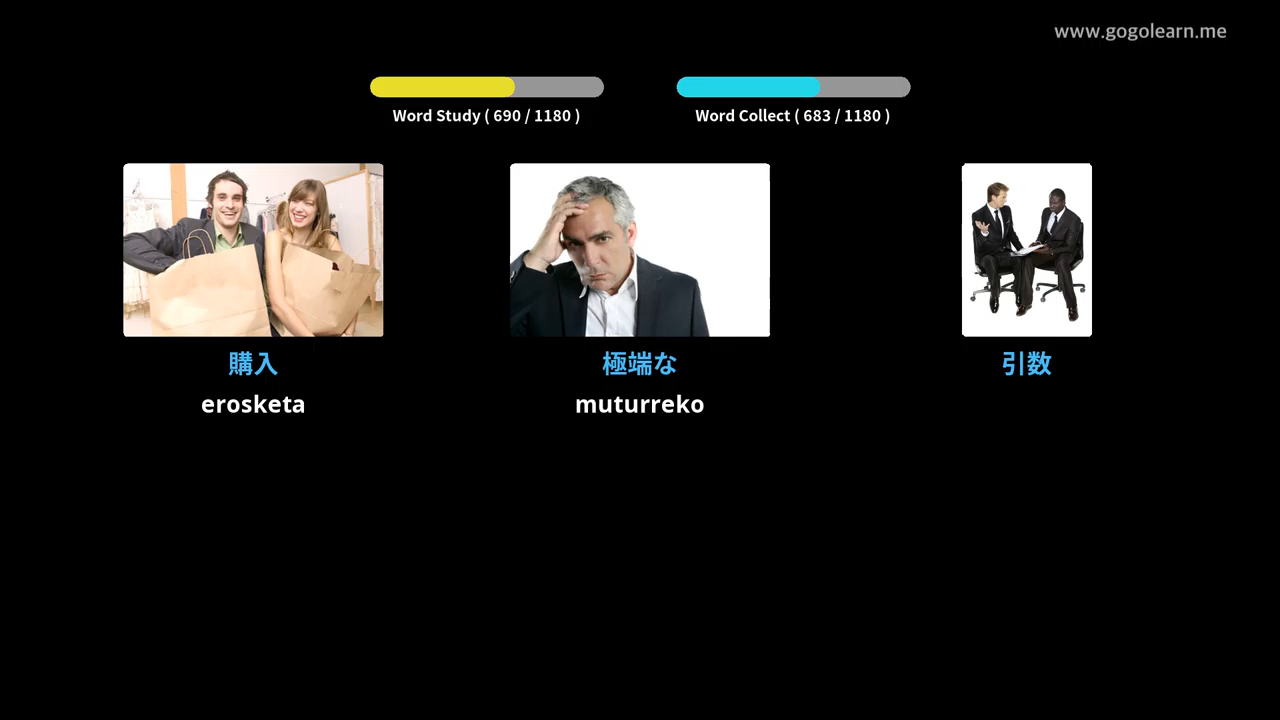 www.gogolearn.me
Word Study ( 690 / 1180 )
Word Collect ( 683 / 1180 )
購入
極端な
引数
erosketa
muturreko